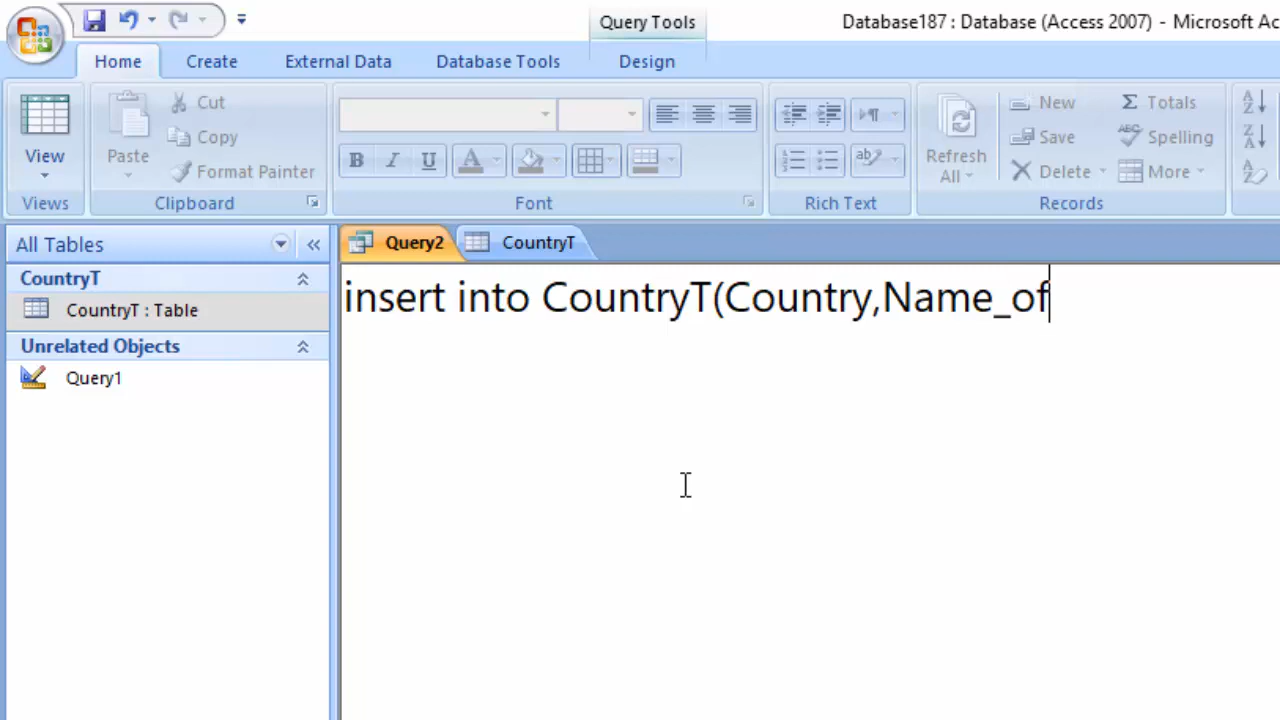 Query Tools
Database187 : Database (Access 2007) - Microsoft Ac
Home Create External Data Database Tools Design
View
Views
Paste
Cut
Copy
Format Painter
Clipboard
B I U A
Font
Rich Text
Refresh All
New
Save
Delete
Totals
Spelling
More
Records
All Tables
CountryT
CountryT : Table
Unrelated Objects
Query1
Query2 CountryT
insert into CountryT(Country,Name_of